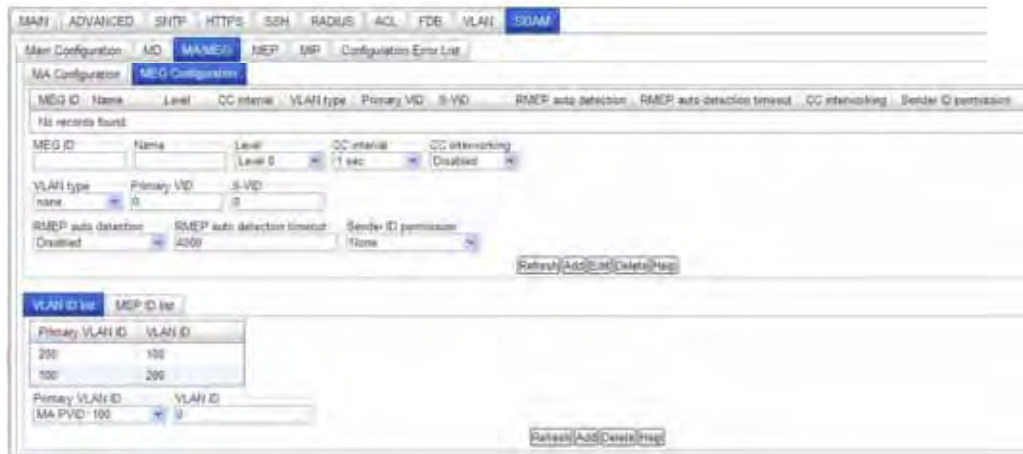 MAIN ADVANCED SNTP HTTPS SSH RADIUS ACL FDB VLAN SOAM
Main Configuration MD MA/MEG MEP MIP Configuration Error List
MA Configuration MEG Configuration
MEG ID Name Level CC interval VLAN type Primary VID S-VID RMEP auto detection RMEP auto detection timeout CC interworking Sender ID permission
No records found.
MEG ID Name Level CC interval CC interworking
Level 0 1 sec Disabled
VLAN type Primary VID S-VID
none 0 0
RMEP auto detection RMEP auto detection timeout Sender ID permission
Disabled 4000 None
Refresh Add Edit Delete Help
VLAN ID list MEP ID list
Primary VLAN ID VLAN ID
200 100
100 200
Primary VLAN ID VLAN ID
MA PVID: 100 0
Refresh Add Delete Help